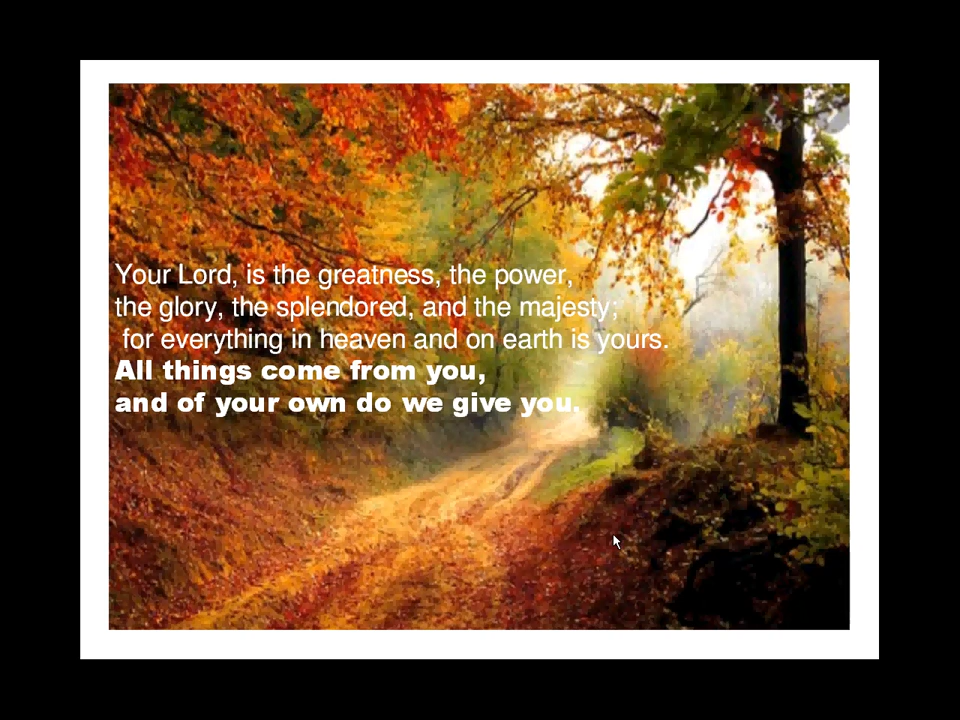 Your Lord, is the greatness, the power,
the glory, the splendored, and the majesty;
for everything in heaven and on earth is yours.
All things come from you,
and of your own do we give you.